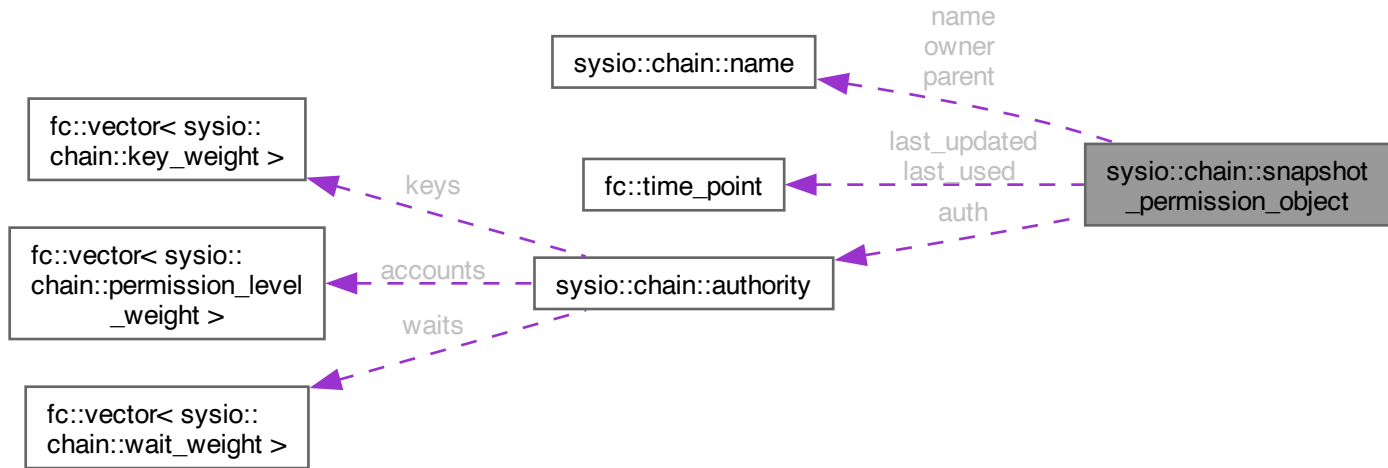 name
owner
parent
sysio::chain::name
fc::vector< sysio::
chain::key_weight >
last_updated
last_used
sysio::chain::snapshot
_permission_object
fc::time_point
keys
auth
fc::vector< sysio::
chain::permission_level
_weight >
accounts
sysio::chain::authority
waits
fc::vector< sysio::
chain::wait_weight >